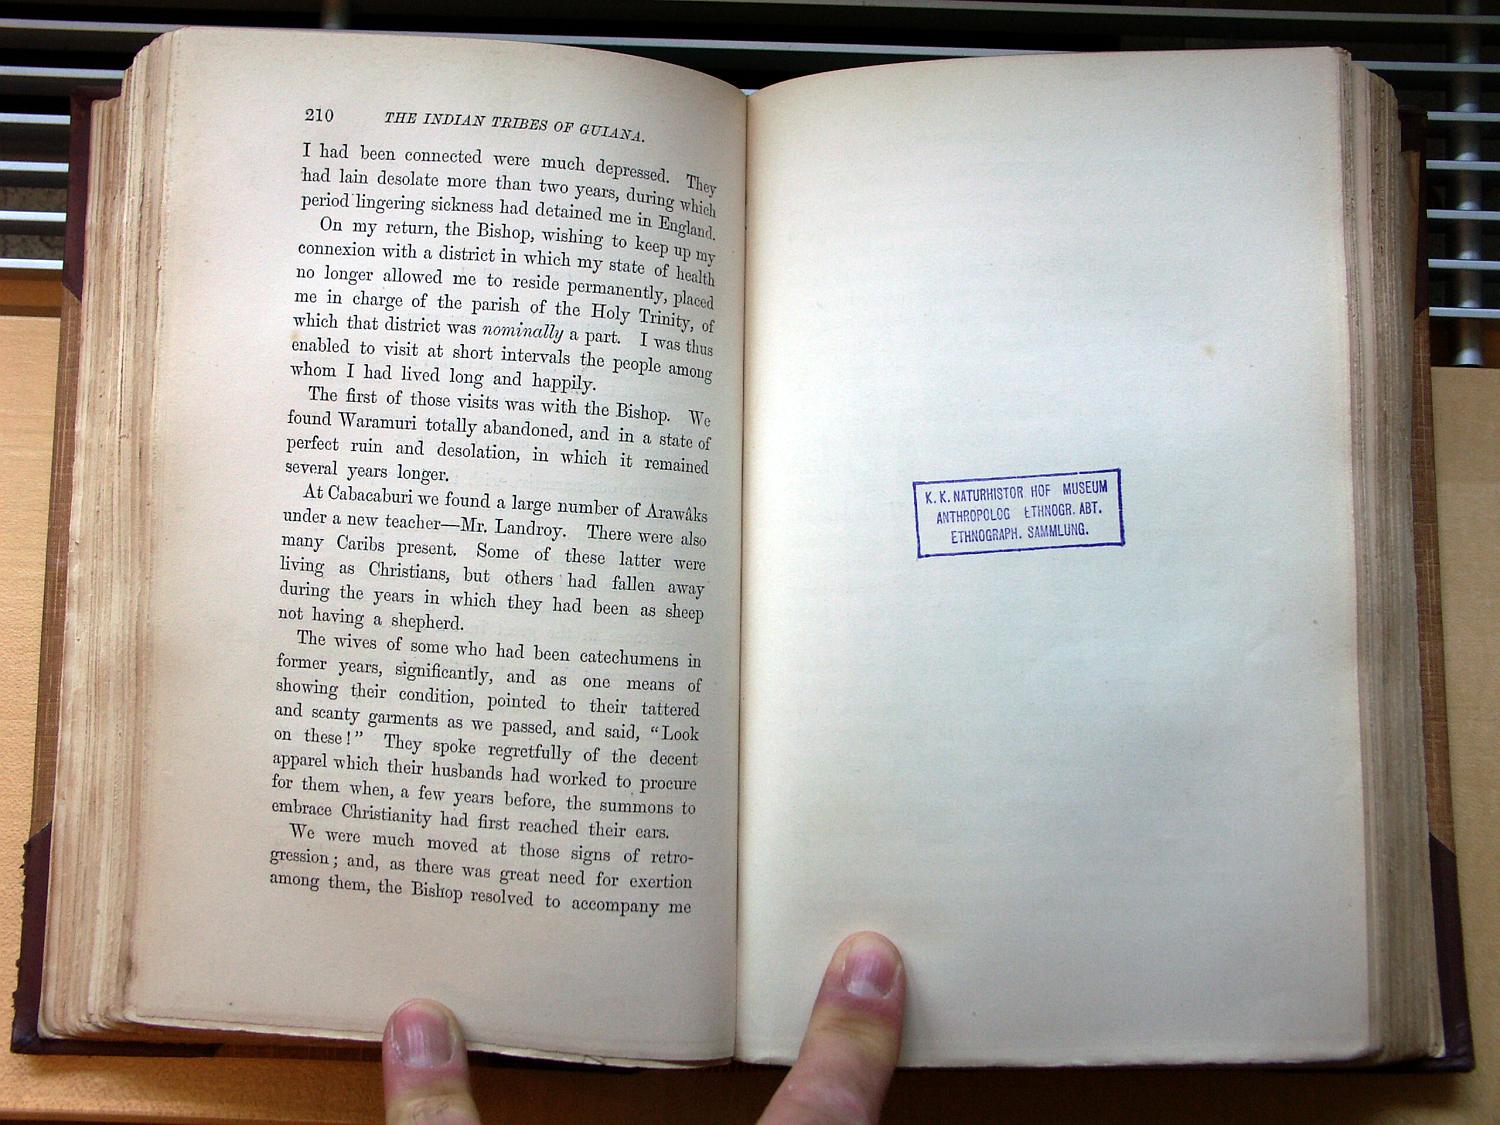 210 THE INDIAN TRIBES OF GUIANA.
I had been connected were much depressed. They
had lain desolate more than two years, during which
period lingering sickness had detained me in England.
On my return, the Bishop, wishing to keep up my
connexion with a district in which my state of health
no longer allowed me to reside permanently, placed
me in charge of the parish of the Holy Trinity, of
which that district was nominally a part. I was thus
enabled to visit at short intervals the people among
whom I had lived long and happily.
The first of those visits was with the Bishop. We
found Waramuri totally abandoned, and in a state of
perfect ruin and desolation, in which it remained
several years longer.
At Cabacaburi we found a large number of Arawâks
under a new teacher—Mr. Landroy. There were also
many Caribs present. Some of these latter were
living as Christians, but others had fallen away
during the years in which they had been as sheep
not having a shepherd.
The wives of some who had been catechumens in
former years, significantly, and as one means of
showing their condition, pointed to their tattered
and scanty garments as we passed, and said, "Look
on these!" They spoke regretfully of the decent
apparel which their husbands had worked to procure
for them when, a few years before, the summons to
embrace Christianity had first reached their ears.
We were much moved at those signs of retro-
gression; and, as there was great need for exertion
among them, the Bishop resolved to accompany me
K. K. NATURHISTOR HOF MUSEUM
ANTHROPOLOG ETHNOGR. ABT.
ETHNOGRAPH. SAMMLUNG.